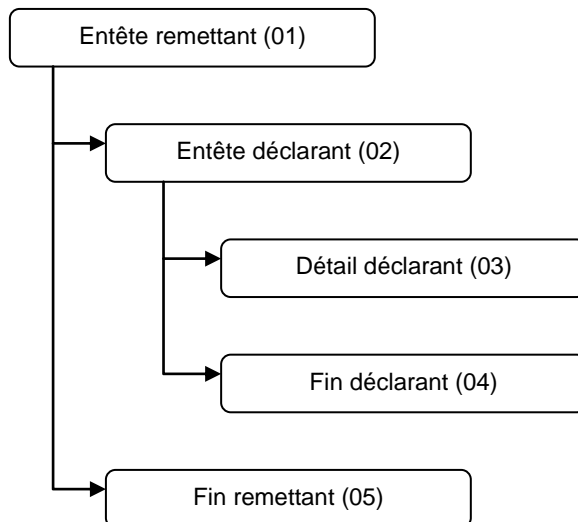 Entête remettant (01)
Entête déclarant (02)
Détail déclarant (03)
Fin déclarant (04)
Fin remettant (05)